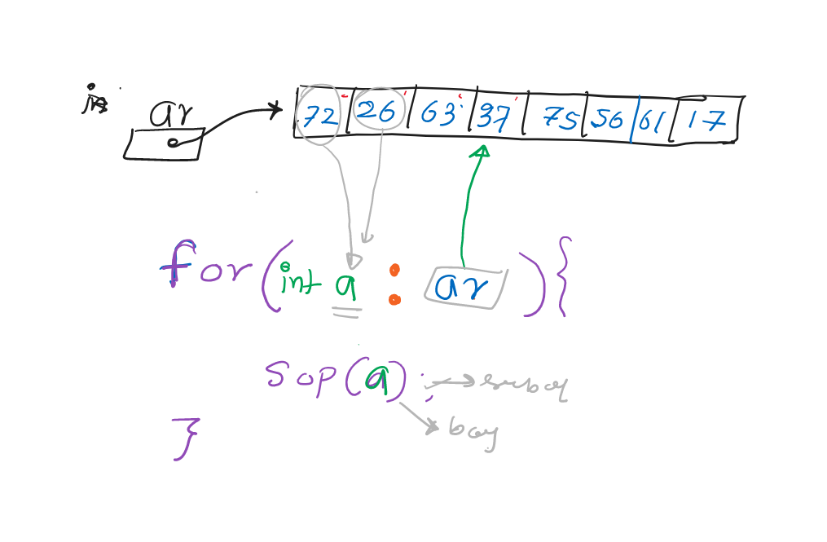 ar
72 26 63 37 75 56 61 17
for(int a : ar){
Sop(a);
}